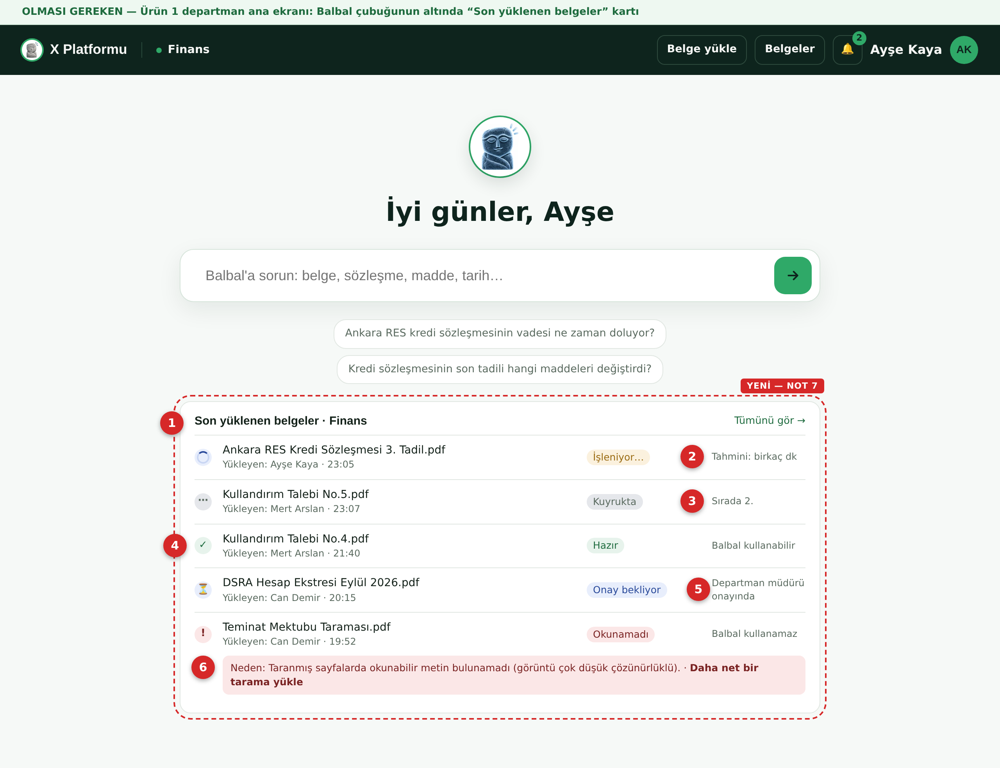 OLMASI GEREKEN — Ürün 1 departman ana ekranı: Balbal çubuğunun altında “Son yüklenen belgeler” kartı
X Platformu
Finans
Belge yükle
Belgeler
2
Ayşe Kaya
AK
İyi günler, Ayşe
Balbal'a sorun: belge, sözleşme, madde, tarih…
Ankara RES kredi sözleşmesinin vadesi ne zaman doluyor?
Kredi sözleşmesinin son tadili hangi maddeleri değiştirdi?
YENİ — NOT 7
1
Son yüklenen belgeler · Finans
Tümünü gör →
Ankara RES Kredi Sözleşmesi 3. Tadil.pdf
Yükleyen: Ayşe Kaya · 23:05
İşleniyor…
2
Tahmini: birkaç dk
Kullandırım Talebi No.5.pdf
Yükleyen: Mert Arslan · 23:07
Kuyrukta
3
Sırada 2.
4
Kullandırım Talebi No.4.pdf
Yükleyen: Mert Arslan · 21:40
Hazır
Balbal kullanabilir
DSRA Hesap Ekstresi Eylül 2026.pdf
Yükleyen: Can Demir · 20:15
Onay bekliyor
5
Departman müdürü
onayında
!
Teminat Mektubu Taraması.pdf
Yükleyen: Can Demir · 19:52
Okunamadı
Balbal kullanamaz
6
Neden: Taranmış sayfalarda okunabilir metin bulunamadı (görüntü çok düşük çözünürlüklü). · Daha net bir
tarama yükle